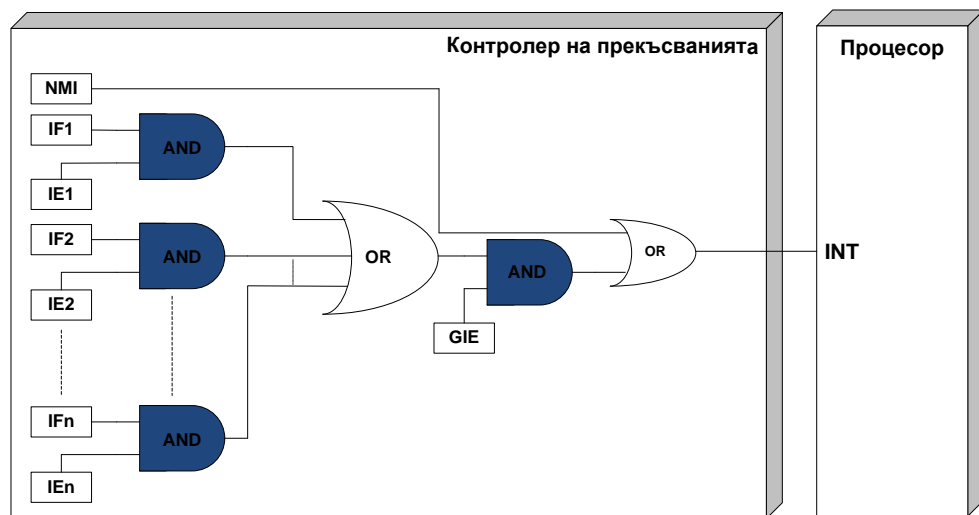 Контролер на прекъсванията
Процесор
NMI
IF1
AND
IE1
IF2
AND
IE2
OR
AND
OR
INT
GIE
IFn
AND
IEn